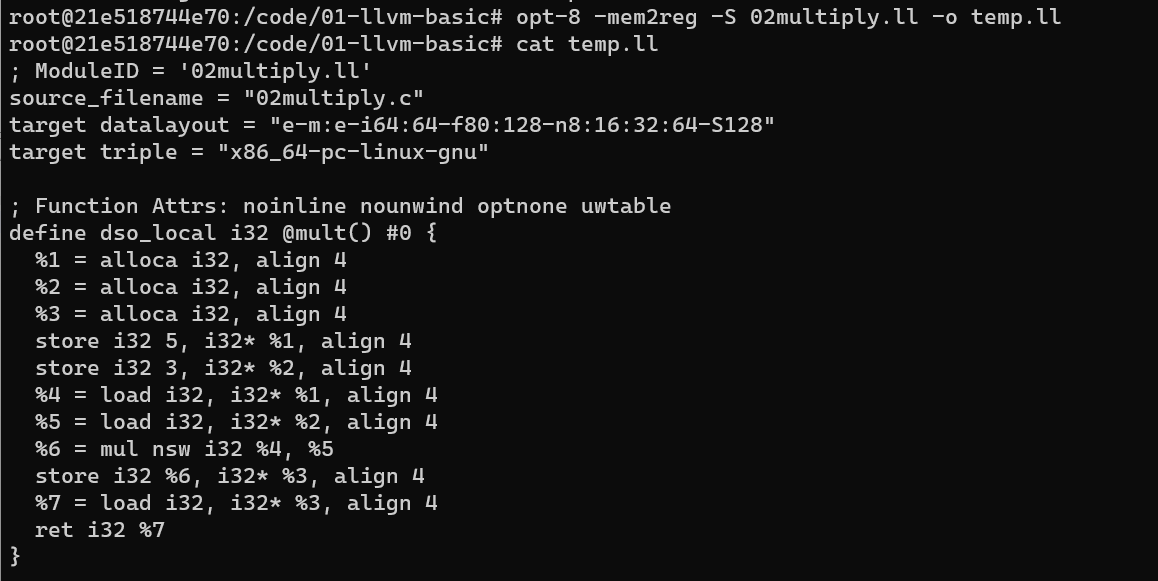 root@21e518744e70:/code/01-llvm-basic# opt-8 -mem2reg -S 02multiply.ll -o temp.ll
root@21e518744e70:/code/01-llvm-basic# cat temp.ll
; ModuleID = '02multiply.ll'
source_filename = "02multiply.c"
target datalayout = "e-m:e-i64:64-f80:128-n8:16:32:64-S128"
target triple = "x86_64-pc-linux-gnu"

; Function Attrs: noinline nounwind optnone uwtable
define dso_local i32 @mult() #0 {
  %1 = alloca i32, align 4
  %2 = alloca i32, align 4
  %3 = alloca i32, align 4
  store i32 5, i32* %1, align 4
  store i32 3, i32* %2, align 4
  %4 = load i32, i32* %1, align 4
  %5 = load i32, i32* %2, align 4
  %6 = mul nsw i32 %4, %5
  store i32 %6, i32* %3, align 4
  %7 = load i32, i32* %3, align 4
  ret i32 %7
}